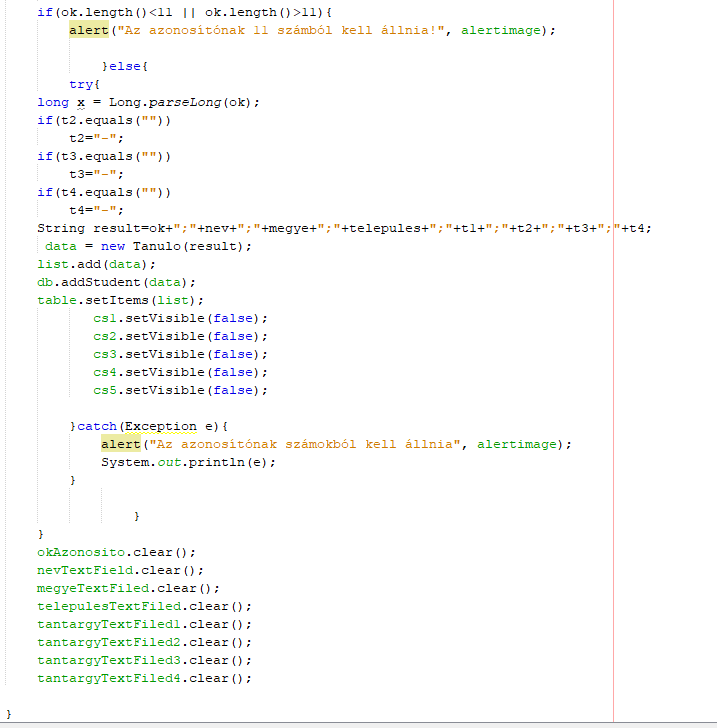 if(ok.length()<11 || ok.length()>11){
alert("Az azonosítónak 11 számból kell állnia!", alertimage);
}else{
try{
long x = Long.parseLong(ok);
if(t2.equals(""))
t2="-";
if(t3.equals(""))
t3="-";
if(t4.equals(""))
t4="-";
String result=ok+";"+nev+";"+megye+";"+telepules+";"+t1+";"+t2+";"+t3+";"+t4;
data = new Tanulo(result);
list.add(data);
db.addStudent(data);
table.setItems(list);
cs1.setVisible(false);
cs2.setVisible(false);
cs3.setVisible(false);
cs4.setVisible(false);
cs5.setVisible(false);
}catch(Exception e){
alert("Az azonosítónak számokból kell állnia", alertimage);
System.out.println(e);
}
}
}
okAzonosito.clear();
nevTextField.clear();
megyeTextFiled.clear();
telepulesTextFiled.clear();
tantargyTextFiled1.clear();
tantargyTextFiled2.clear();
tantargyTextFiled3.clear();
tantargyTextFiled4.clear();
}